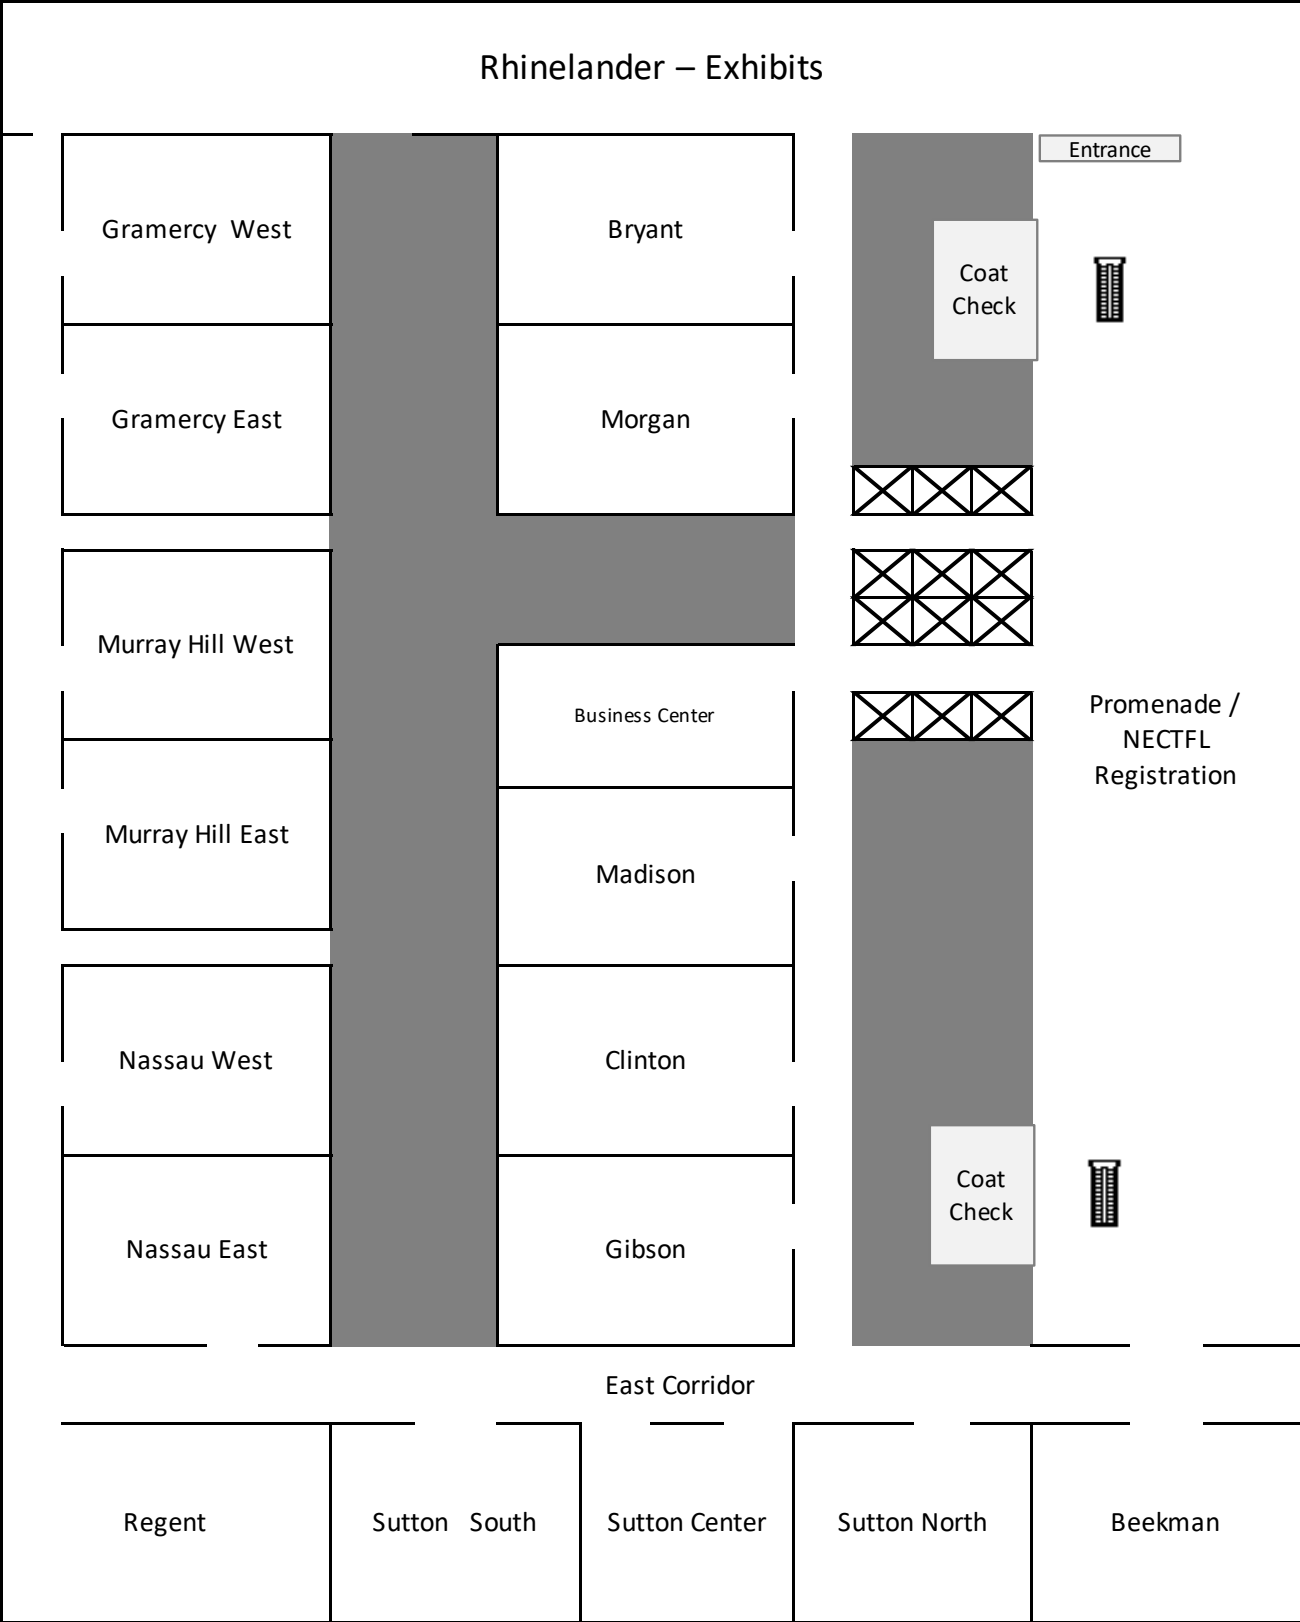 Rhinelander – Exhibits
Entrance
Gramercy West
Bryant
Coat
Check
Gramercy East
Morgan
Murray Hill West
Business Center
Promenade /
NECTFL
Registration
Murray Hill East
Madison
Nassau West
Clinton
Coat
Check
Nassau East
Gibson
East Corridor
Regent
Sutton South
Sutton Center
Sutton North
Beekman